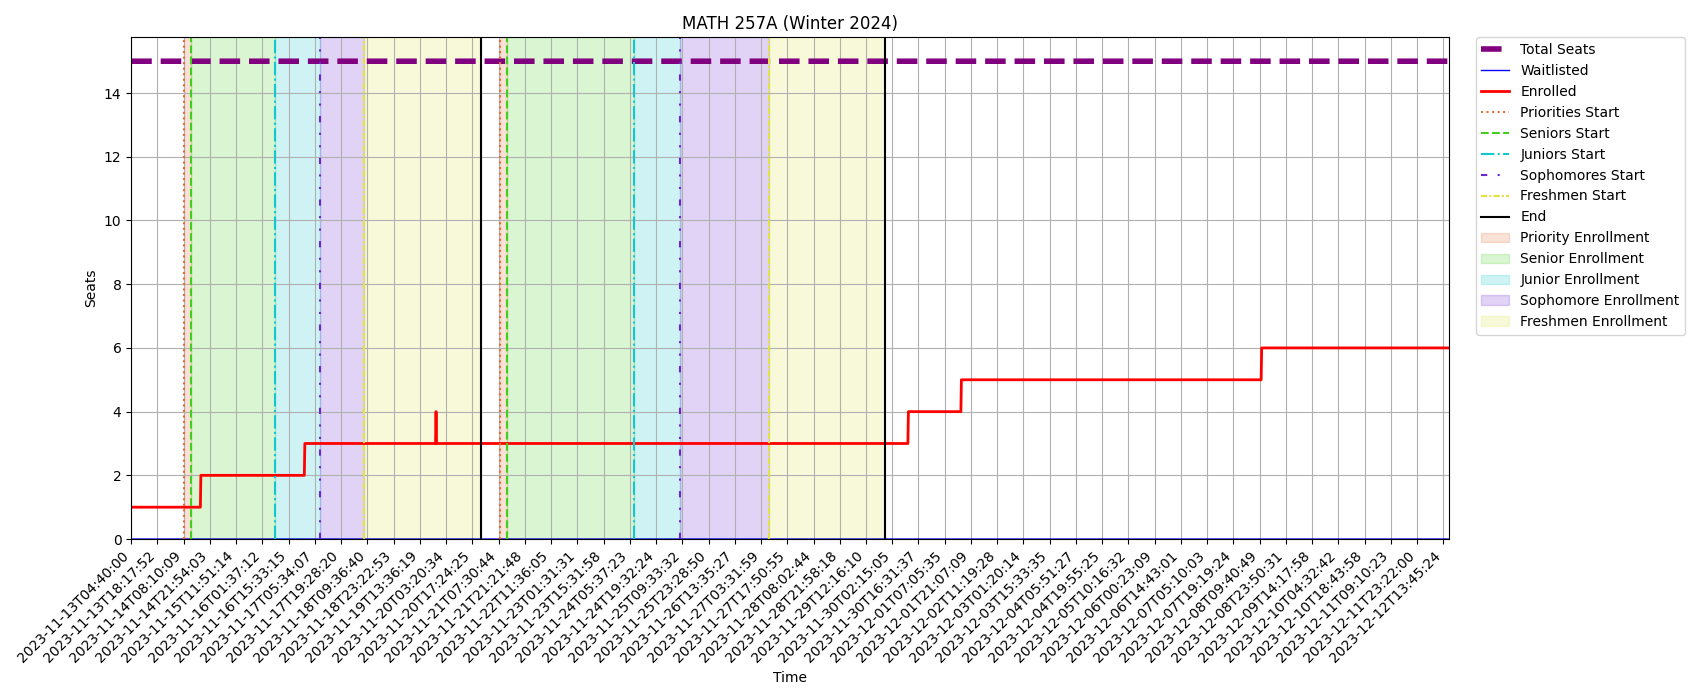 MATH 257A (Winter 2024)
Seats
14
12
10
8
6
4
2
0
2023-11-13T04:40:00
2023-11-13T18:17:52
2023-11-14T08:10:09
2023-11-14T21:54:03
2023-11-15T11:51:14
2023-11-16T01:37:12
2023-11-16T15:33:15
2023-11-17T05:34:07
2023-11-17T19:28:20
2023-11-18T09:36:40
2023-11-18T23:22:53
2023-11-19T13:36:19
2023-11-20T03:20:34
2023-11-20T17:24:25
2023-11-21T07:30:44
2023-11-21T21:21:48
2023-11-22T11:36:05
2023-11-23T01:31:31
2023-11-23T15:31:58
2023-11-24T05:37:23
2023-11-24T19:32:24
2023-11-25T09:33:32
2023-11-25T23:28:50
2023-11-26T13:35:27
2023-11-27T03:31:59
2023-11-27T17:50:55
2023-11-28T08:02:44
2023-11-28T21:58:18
2023-11-29T12:16:10
2023-11-30T02:15:05
2023-11-30T16:31:37
2023-12-01T07:05:35
2023-12-01T21:07:09
2023-12-02T11:19:28
2023-12-03T01:20:14
2023-12-03T15:33:35
2023-12-04T05:51:27
2023-12-04T19:55:25
2023-12-05T10:16:32
2023-12-06T00:23:09
2023-12-06T14:43:01
2023-12-07T05:10:03
2023-12-07T19:19:24
2023-12-08T09:40:49
2023-12-08T23:50:31
2023-12-09T14:17:58
2023-12-10T04:32:42
2023-12-10T18:43:58
2023-12-11T09:10:23
2023-12-11T23:22:00
2023-12-12T13:45:24
Time
Total Seats
Waitlisted
Enrolled
Priorities Start
Seniors Start
Juniors Start
Sophomores Start
Freshmen Start
End
Priority Enrollment
Senior Enrollment
Junior Enrollment
Sophomore Enrollment
Freshmen Enrollment